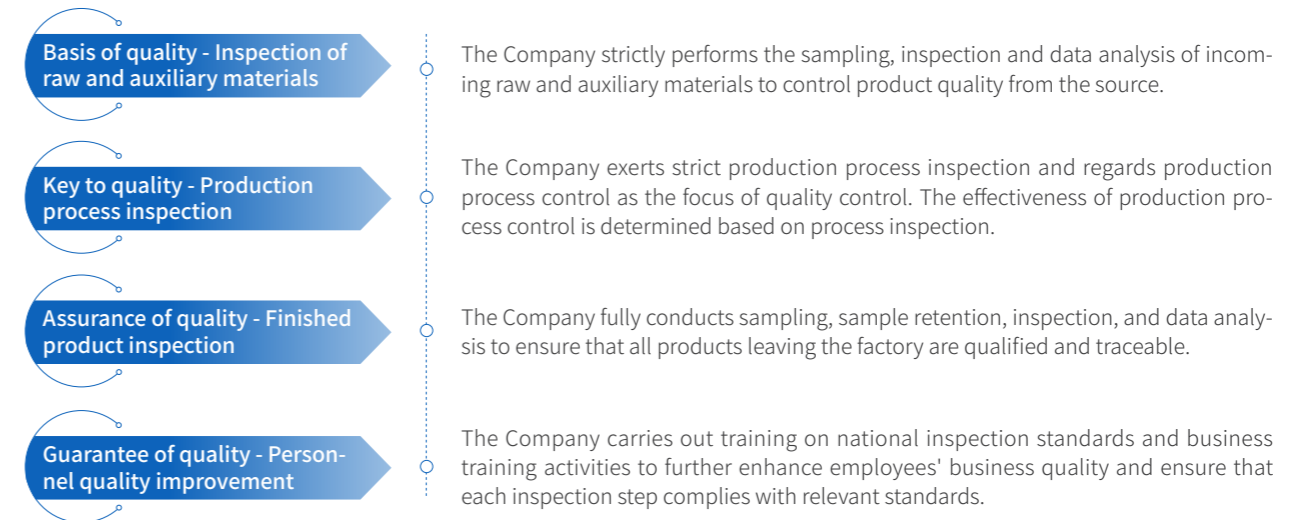 Basis of quality - Inspection of
raw and auxiliary materials
The Company strictly performs the sampling, inspection and data analysis of incom-
ing raw and auxiliary materials to control product quality from the source.
Key to quality - Production
process inspection
The Company exerts strict production process inspection and regards production
process control as the focus of quality control. The effectiveness of production pro-
cess control is determined based on process inspection.
Assurance of quality - Finished
product inspection
The Company fully conducts sampling, sample retention, inspection, and data analy-
sis to ensure that all products leaving the factory are qualified and traceable.
Guarantee of quality - Person-
nel quality improvement
The Company carries out training on national inspection standards and business
training activities to further enhance employees' business quality and ensure that
each inspection step complies with relevant standards.